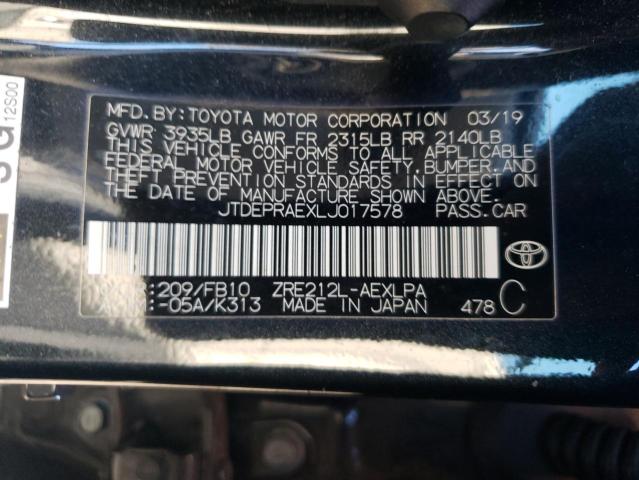 MFD.BY:TOYOTA MOTOR CORPORATION 03/19
GVWR 3935LB GAWR FR 2315LB RR 2140LB
THIS VEHICLE CONFORMS TO ALL APPLICABLE
FEDERAL MOTOR VEHICLE SAFETY, BUMPER, AND
THEFT PREVENTION STANDARDS IN EFFECT ON
THE DATE OF MANUFACTURE SHOWN ABOVE.
JTDEPRAEXLJ017578 PASS.CAR
:209/FB10 ZRE212L-AEXLPA
-05A/K313 MADE IN JAPAN 478 C
12S00